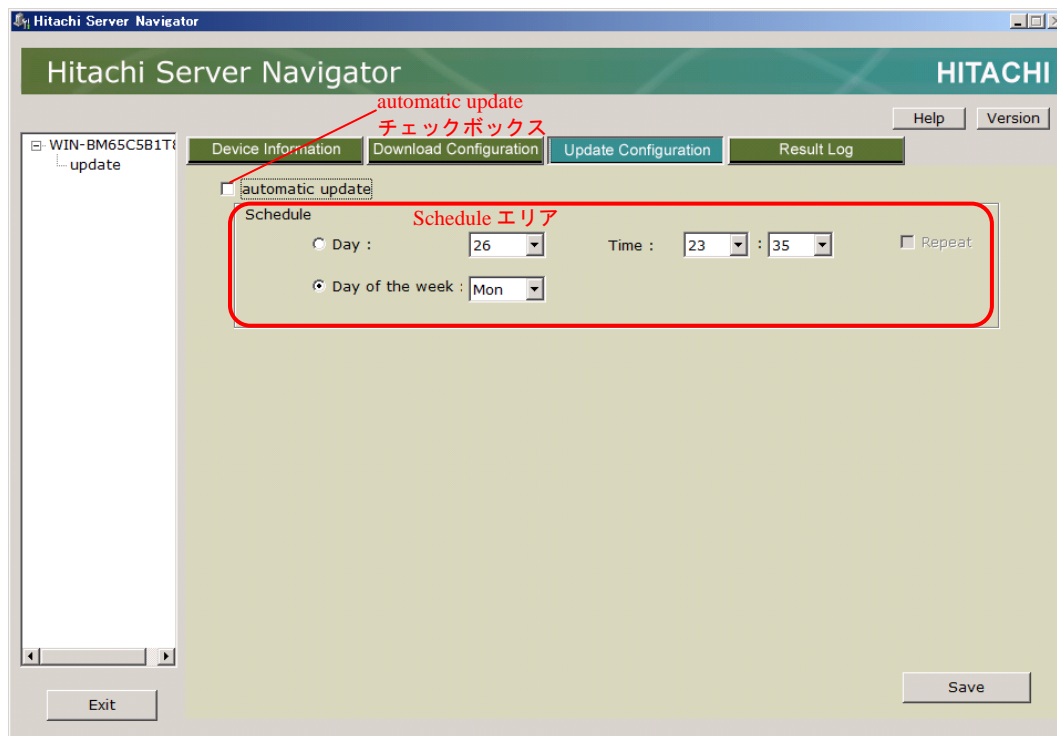 Hitachi Server Navigator
Hitachi Server Navigator
HITACHI
automatic update
チェックボックス
Help
Version
WIN-BM65C5B1T
update
Device Information
Download Configuration
Update Configuration
Result Log
automatic update
Schedule
Schedule エリア
Day :
26
Time :
23
:
35
Repeat
Day of the week :
Mon
Save
Exit